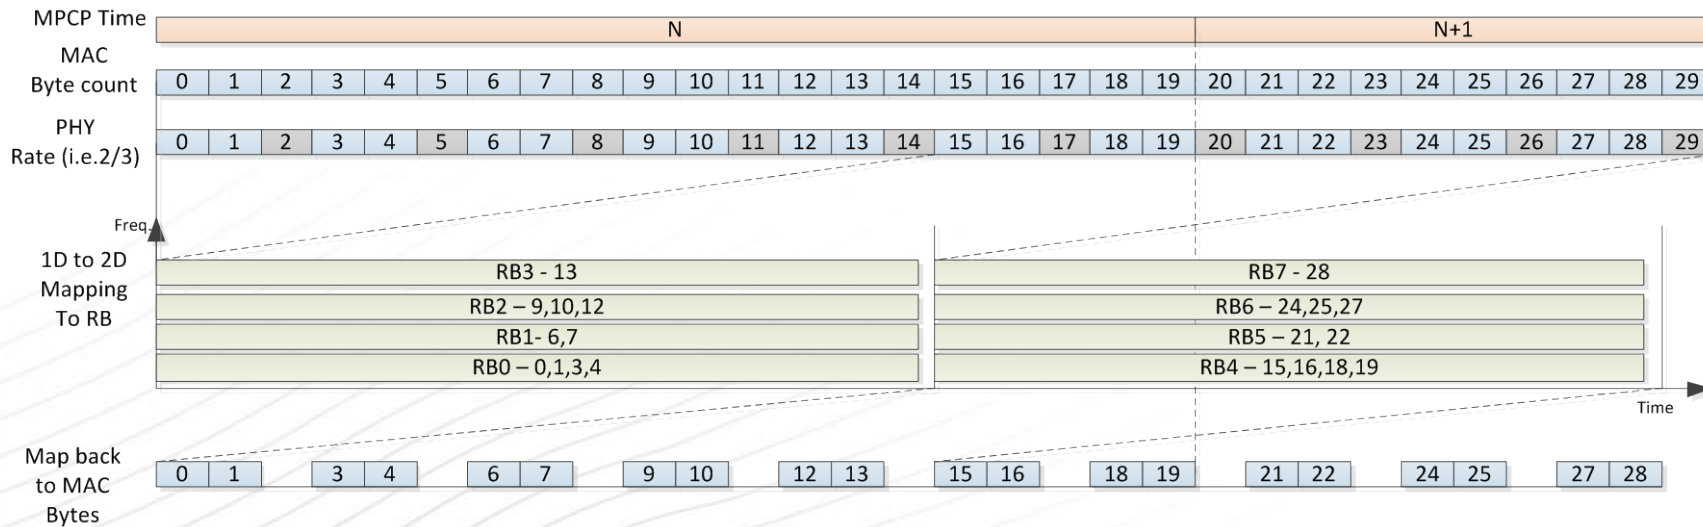 MPCP Time
N
N+1
MAC
Byte count
0 1 2 3 4 5 6 7 8 9 10 11 12 13 14 15 16 17 18 19 20 21 22 23 24 25 26 27 28 29
PHY
Rate (i.e.2/3)
0 1 2 3 4 5 6 7 8 9 10 11 12 13 14 15 16 17 18 19 20 21 22 23 24 25 26 27 28 29
Freq.
1D to 2D
Mapping
To RB
RB3 - 13
RB7 - 28
RB2 – 9,10,12
RB6 – 24,25,27
RB1- 6,7
RB5 – 21, 22
RB0 – 0,1,3,4
RB4 – 15,16,18,19
Time
Map back
to MAC
Bytes
0 1 3 4 6 7 9 10 12 13 15 16 18 19 21 22 24 25 27 28